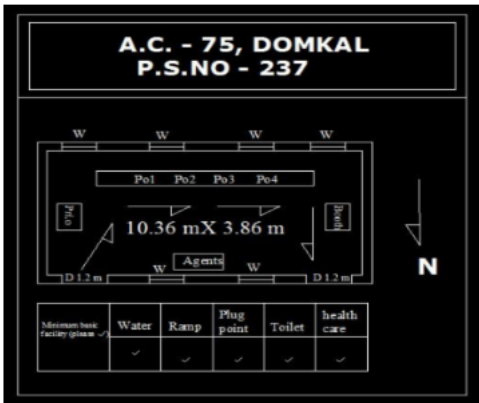 A.C. - 75, DOMKAL
P.S.NO - 237
W W W W
Po1 Po2 Po3 Po4
Pri.o
Booth
10.36 mX 3.86 m
Agents
W W
D 1.2 m D 1.2 m
N
Minimum basic
facility (please ✓)
Water
Ramp
Plug
point
Toilet
health
care
✓ ✓ ✓ ✓ ✓